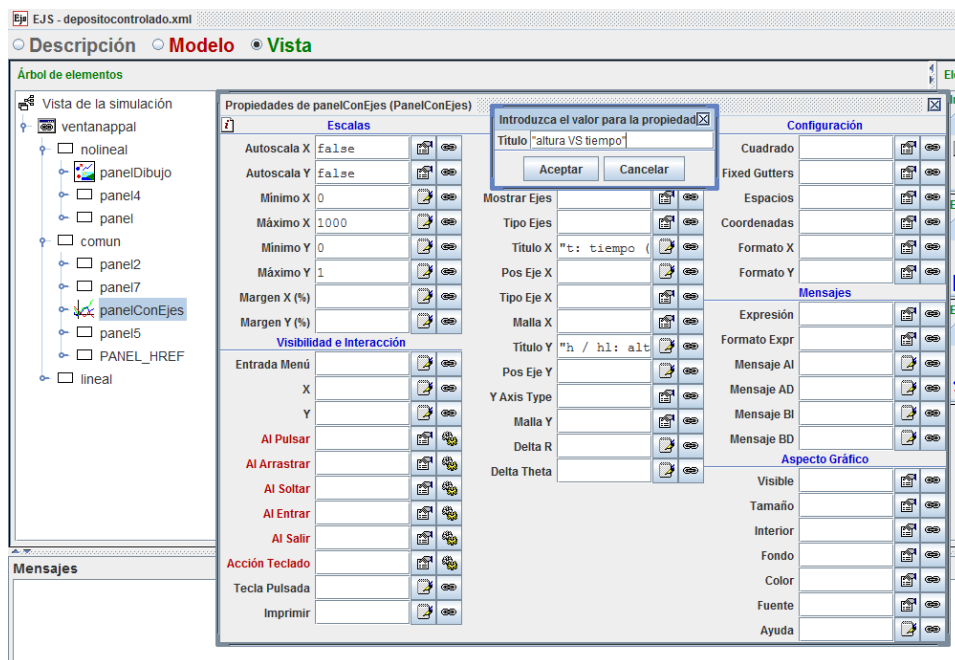 EJS - depositocontrolado.xml
Descripción Modelo Vista
Árbol de elementos
Vista de la simulación
ventanappal
nolineal
panelDibujo
panel4
panel
comun
panel2
panel7
panelConEjes
panel5
PANEL_HREF
lineal
Mensajes
Propiedades de panelConEjes (PanelConEjes)
Escalas
Autoscala X false
Autoscala Y false
Mínimo X 0
Máximo X 1000
Mínimo Y 0
Máximo Y 1
Margen X (%)
Margen Y (%)
Visibilidad e Interacción
Entrada Menú
X
Y
Al Pulsar
Al Arrastrar
Al Soltar
Al Entrar
Al Salir
Acción Teclado
Tecla Pulsada
Imprimir
Introduzca el valor para la propiedad
Título "altura VS tiempo"
Aceptar Cancelar
Mostrar Ejes
Tipo Ejes
Título X "t: tiempo (
Pos Eje X
Tipo Eje X
Malla X
Título Y "h / hl: alt
Pos Eje Y
Y Axis Type
Malla Y
Delta R
Delta Theta
Configuración
Cuadrado
Fixed Gutters
Espacios
Coordenadas
Formato X
Formato Y
Mensajes
Expresión
Formato Expr
Mensaje AI
Mensaje AD
Mensaje BI
Mensaje BD
Aspecto Gráfico
Visible
Tamaño
Interior
Fondo
Color
Fuente
Ayuda